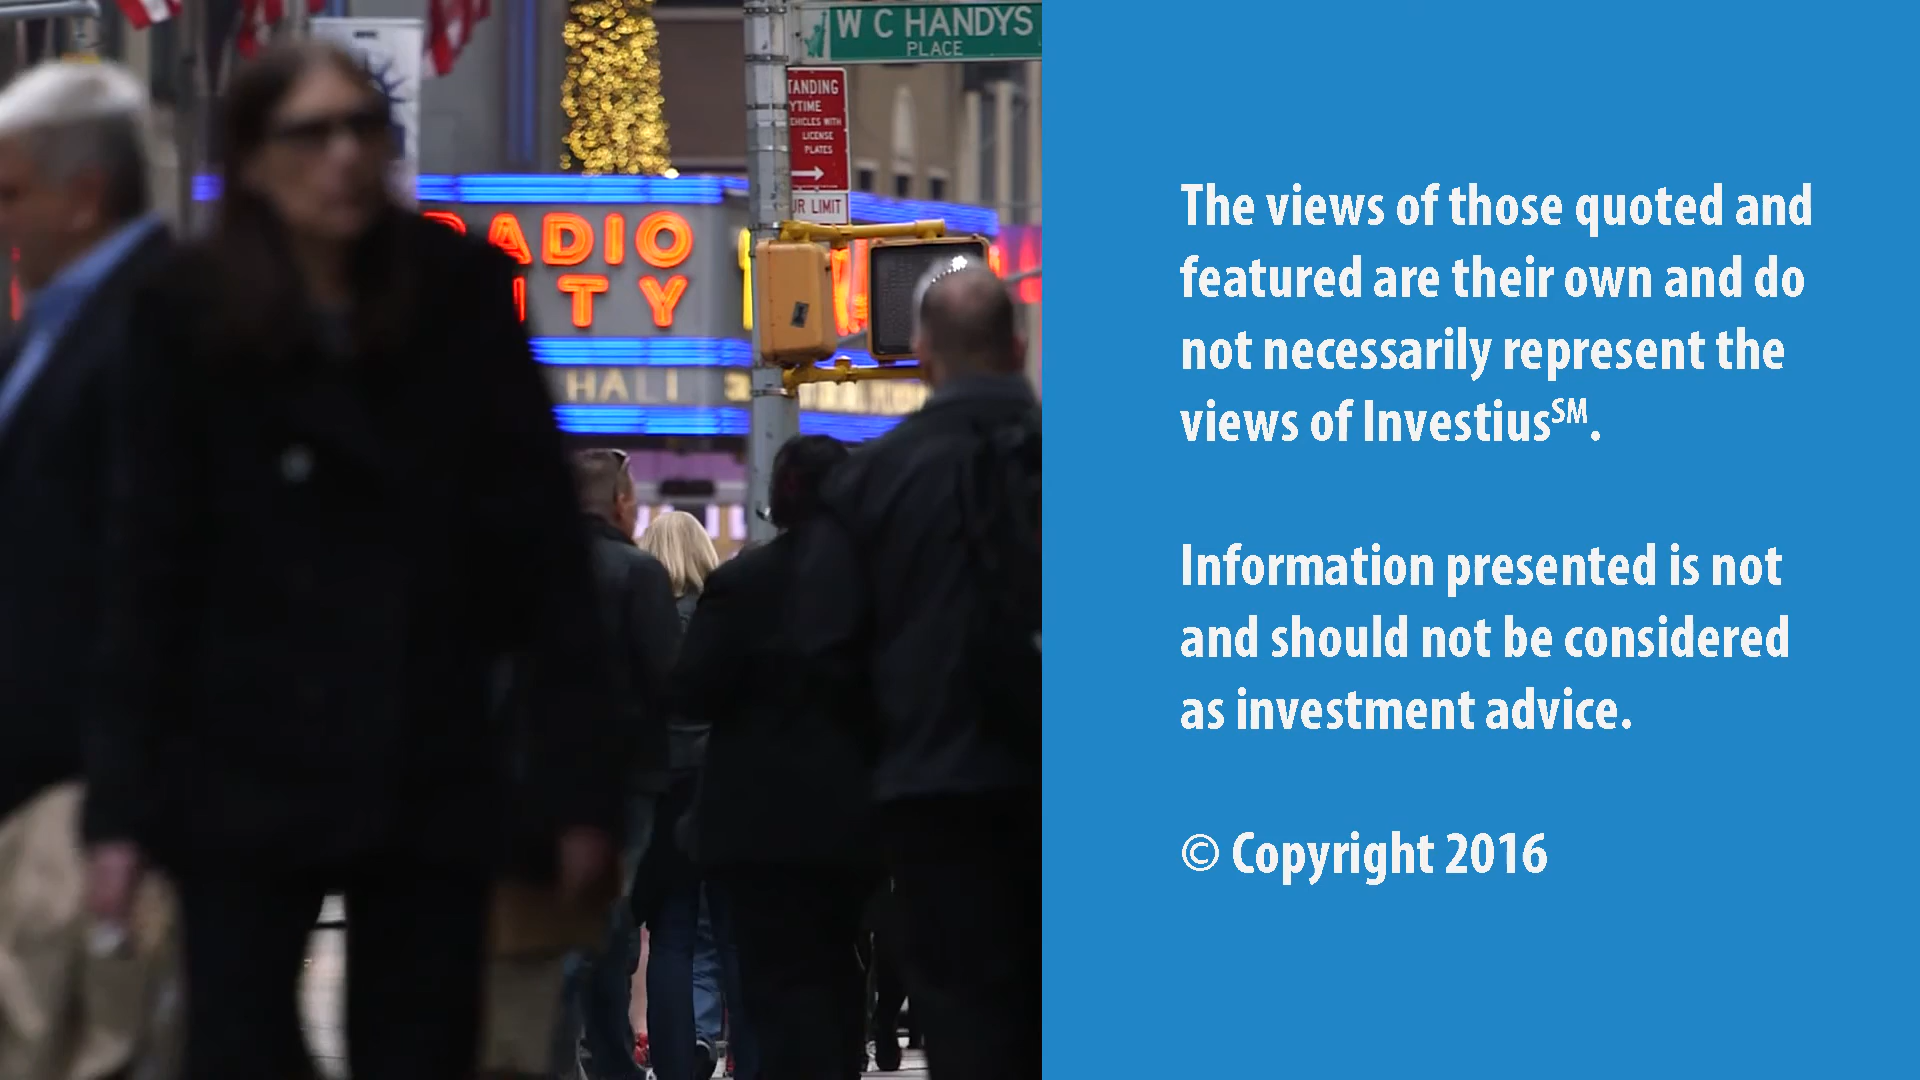 W C HANDYS
PLACE
TANDING
YTIME
EHICLES WITH
LICENSE
PLATES
UR LIMIT
RADIO
ITY
HALL
The views of those quoted and
featured are their own and do
not necessarily represent the
views of Investius℠.
Information presented is not
and should not be considered
as investment advice.
© Copyright 2016